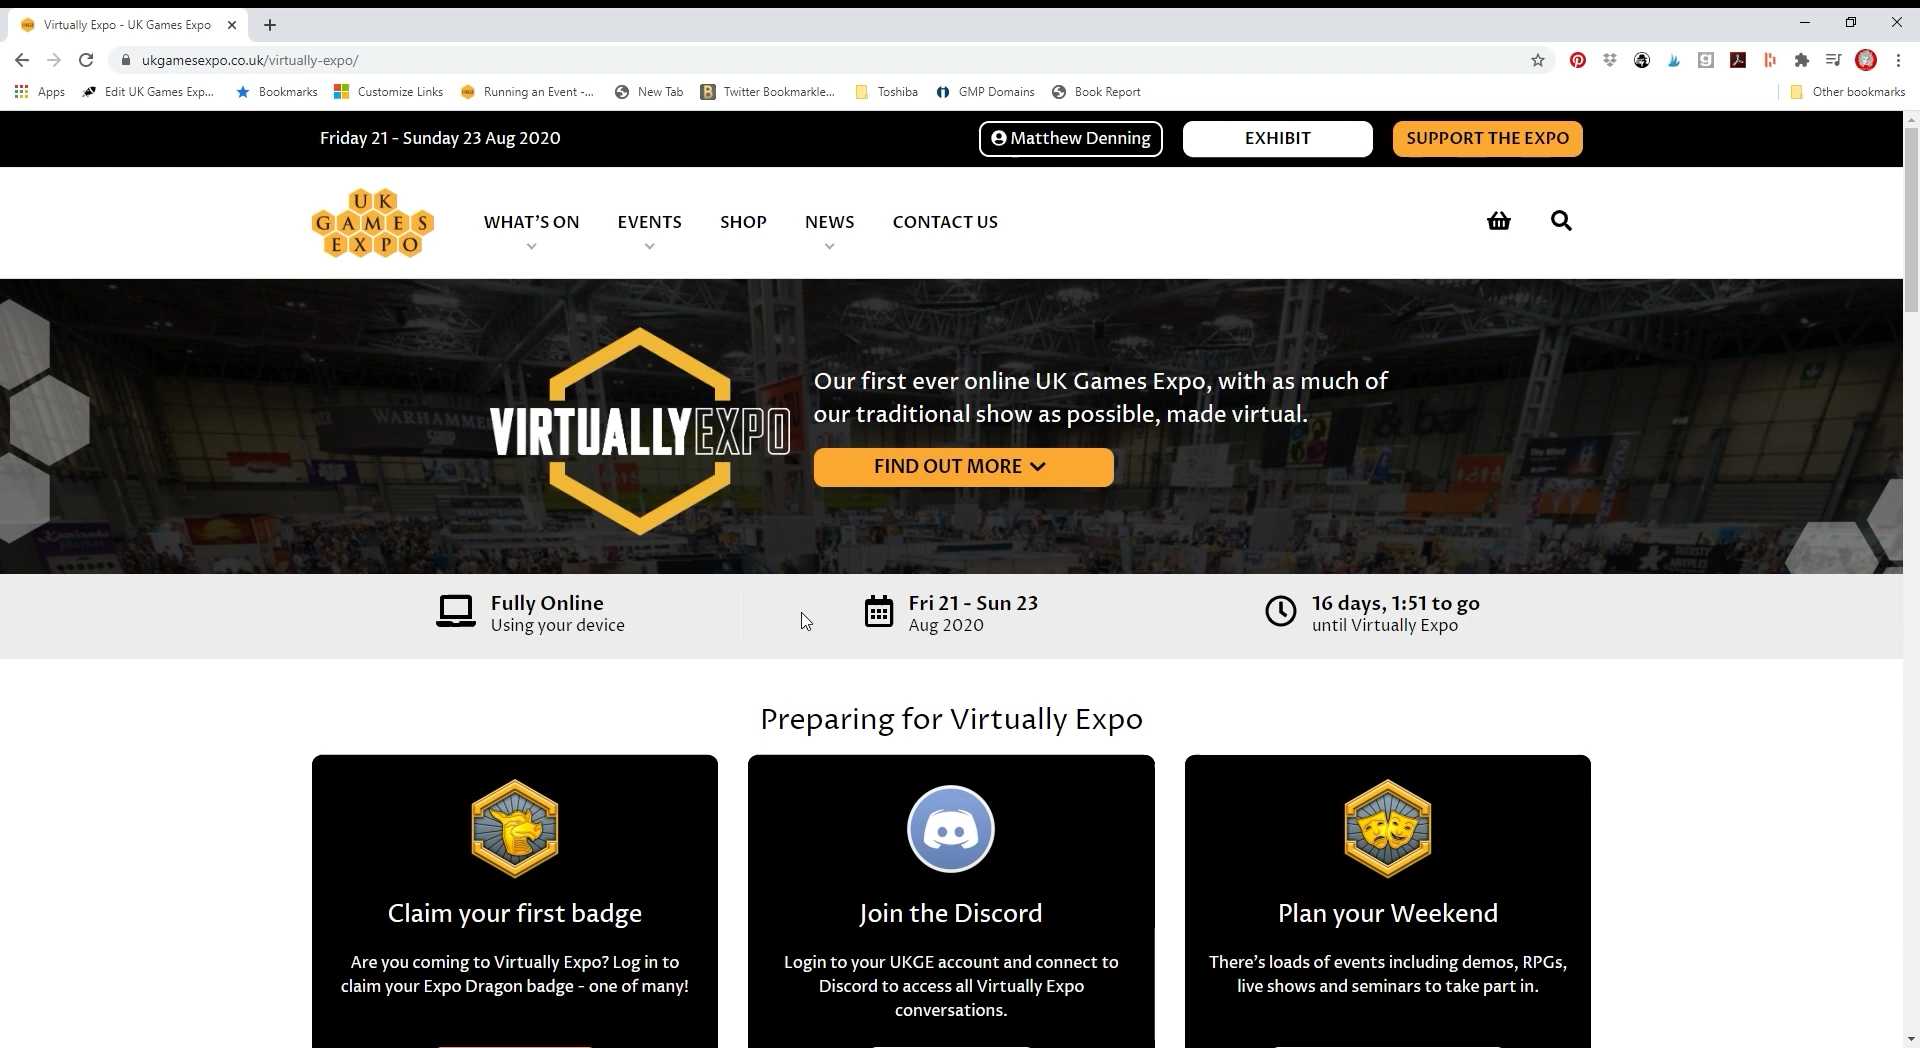 Virtually Expo - UK Games Expo
ukgamesexpo.co.uk/virtually-expo/
Apps Edit UK Games Exp... Bookmarks Customize Links Running an Event -... New Tab Twitter Bookmarkle... Toshiba GMP Domains Book Report Other bookmarks
Friday 21 - Sunday 23 Aug 2020 Matthew Denning EXHIBIT SUPPORT THE EXPO
UK
GAMES
EXPO
WHAT'S ON EVENTS SHOP NEWS CONTACT US
WARHAMMER
VIRTUALLYEXPO
Our first ever online UK Games Expo, with as much of
our traditional show as possible, made virtual.
FIND OUT MORE
Fully Online
Using your device
Fri 21 - Sun 23
Aug 2020
16 days, 1:51 to go
until Virtually Expo
Preparing for Virtually Expo
Claim your first badge
Are you coming to Virtually Expo? Log in to
claim your Expo Dragon badge - one of many!
Join the Discord
Login to your UKGE account and connect to
Discord to access all Virtually Expo
conversations.
Plan your Weekend
There's loads of events including demos, RPGs,
live shows and seminars to take part in.